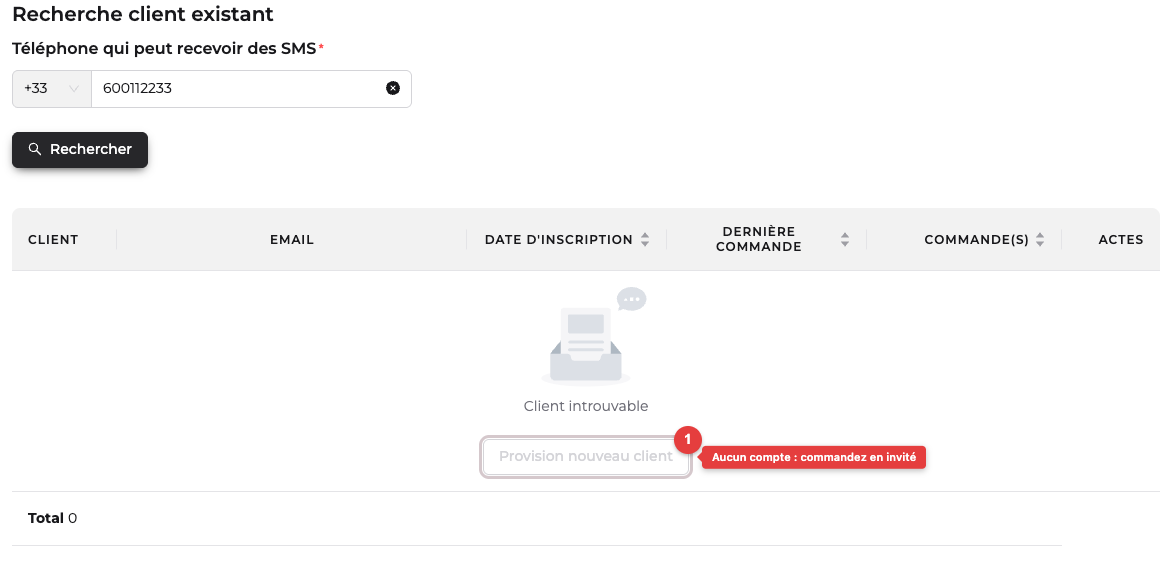 Recherche client existant
Téléphone qui peut recevoir des SMS*
+33 600112233
Rechercher
CLIENT EMAIL DATE D'INSCRIPTION DERNIÈRE COMMANDE COMMANDE(S) ACTES
Client introuvable
1
Provision nouveau client
Aucun compte : commandez en invité
Total 0